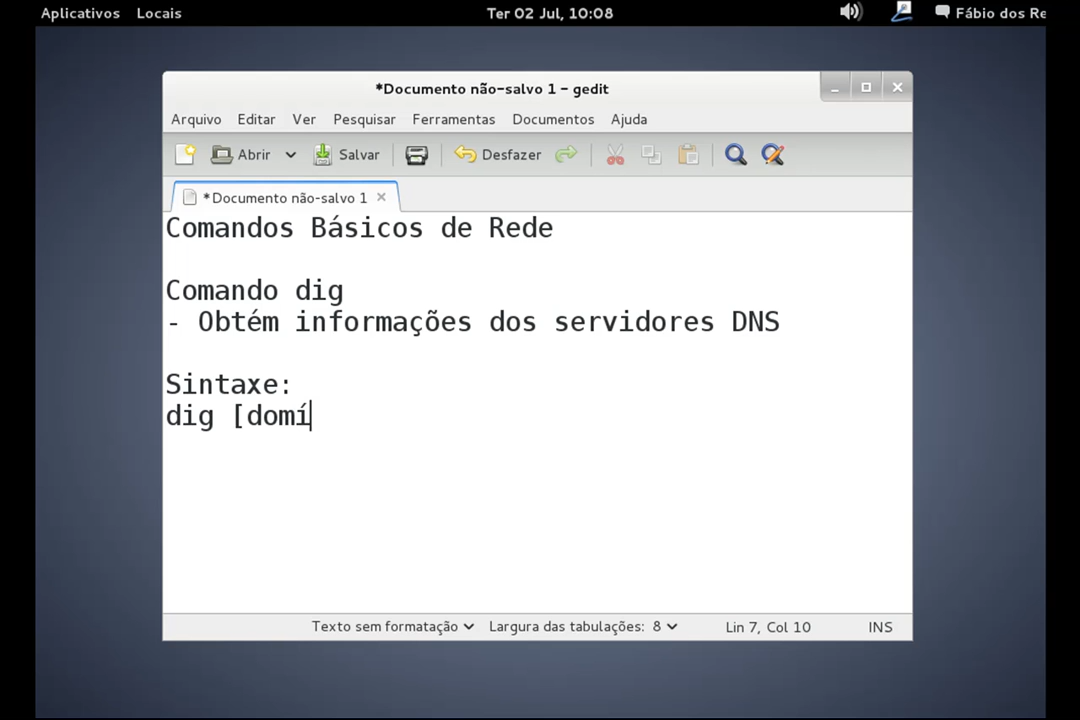 Aplicativos Locais Ter 02 Jul, 10:08 Fábio dos Re
*Documento não-salvo 1 - gedit
Arquivo Editar Ver Pesquisar Ferramentas Documentos Ajuda
Abrir Salvar Desfazer
*Documento não-salvo 1
Comandos Básicos de Rede
Comando dig
- Obtém informações dos servidores DNS
Sintaxe:
dig [domí
Texto sem formatação Largura das tabulações: 8 Lin 7, Col 10 INS